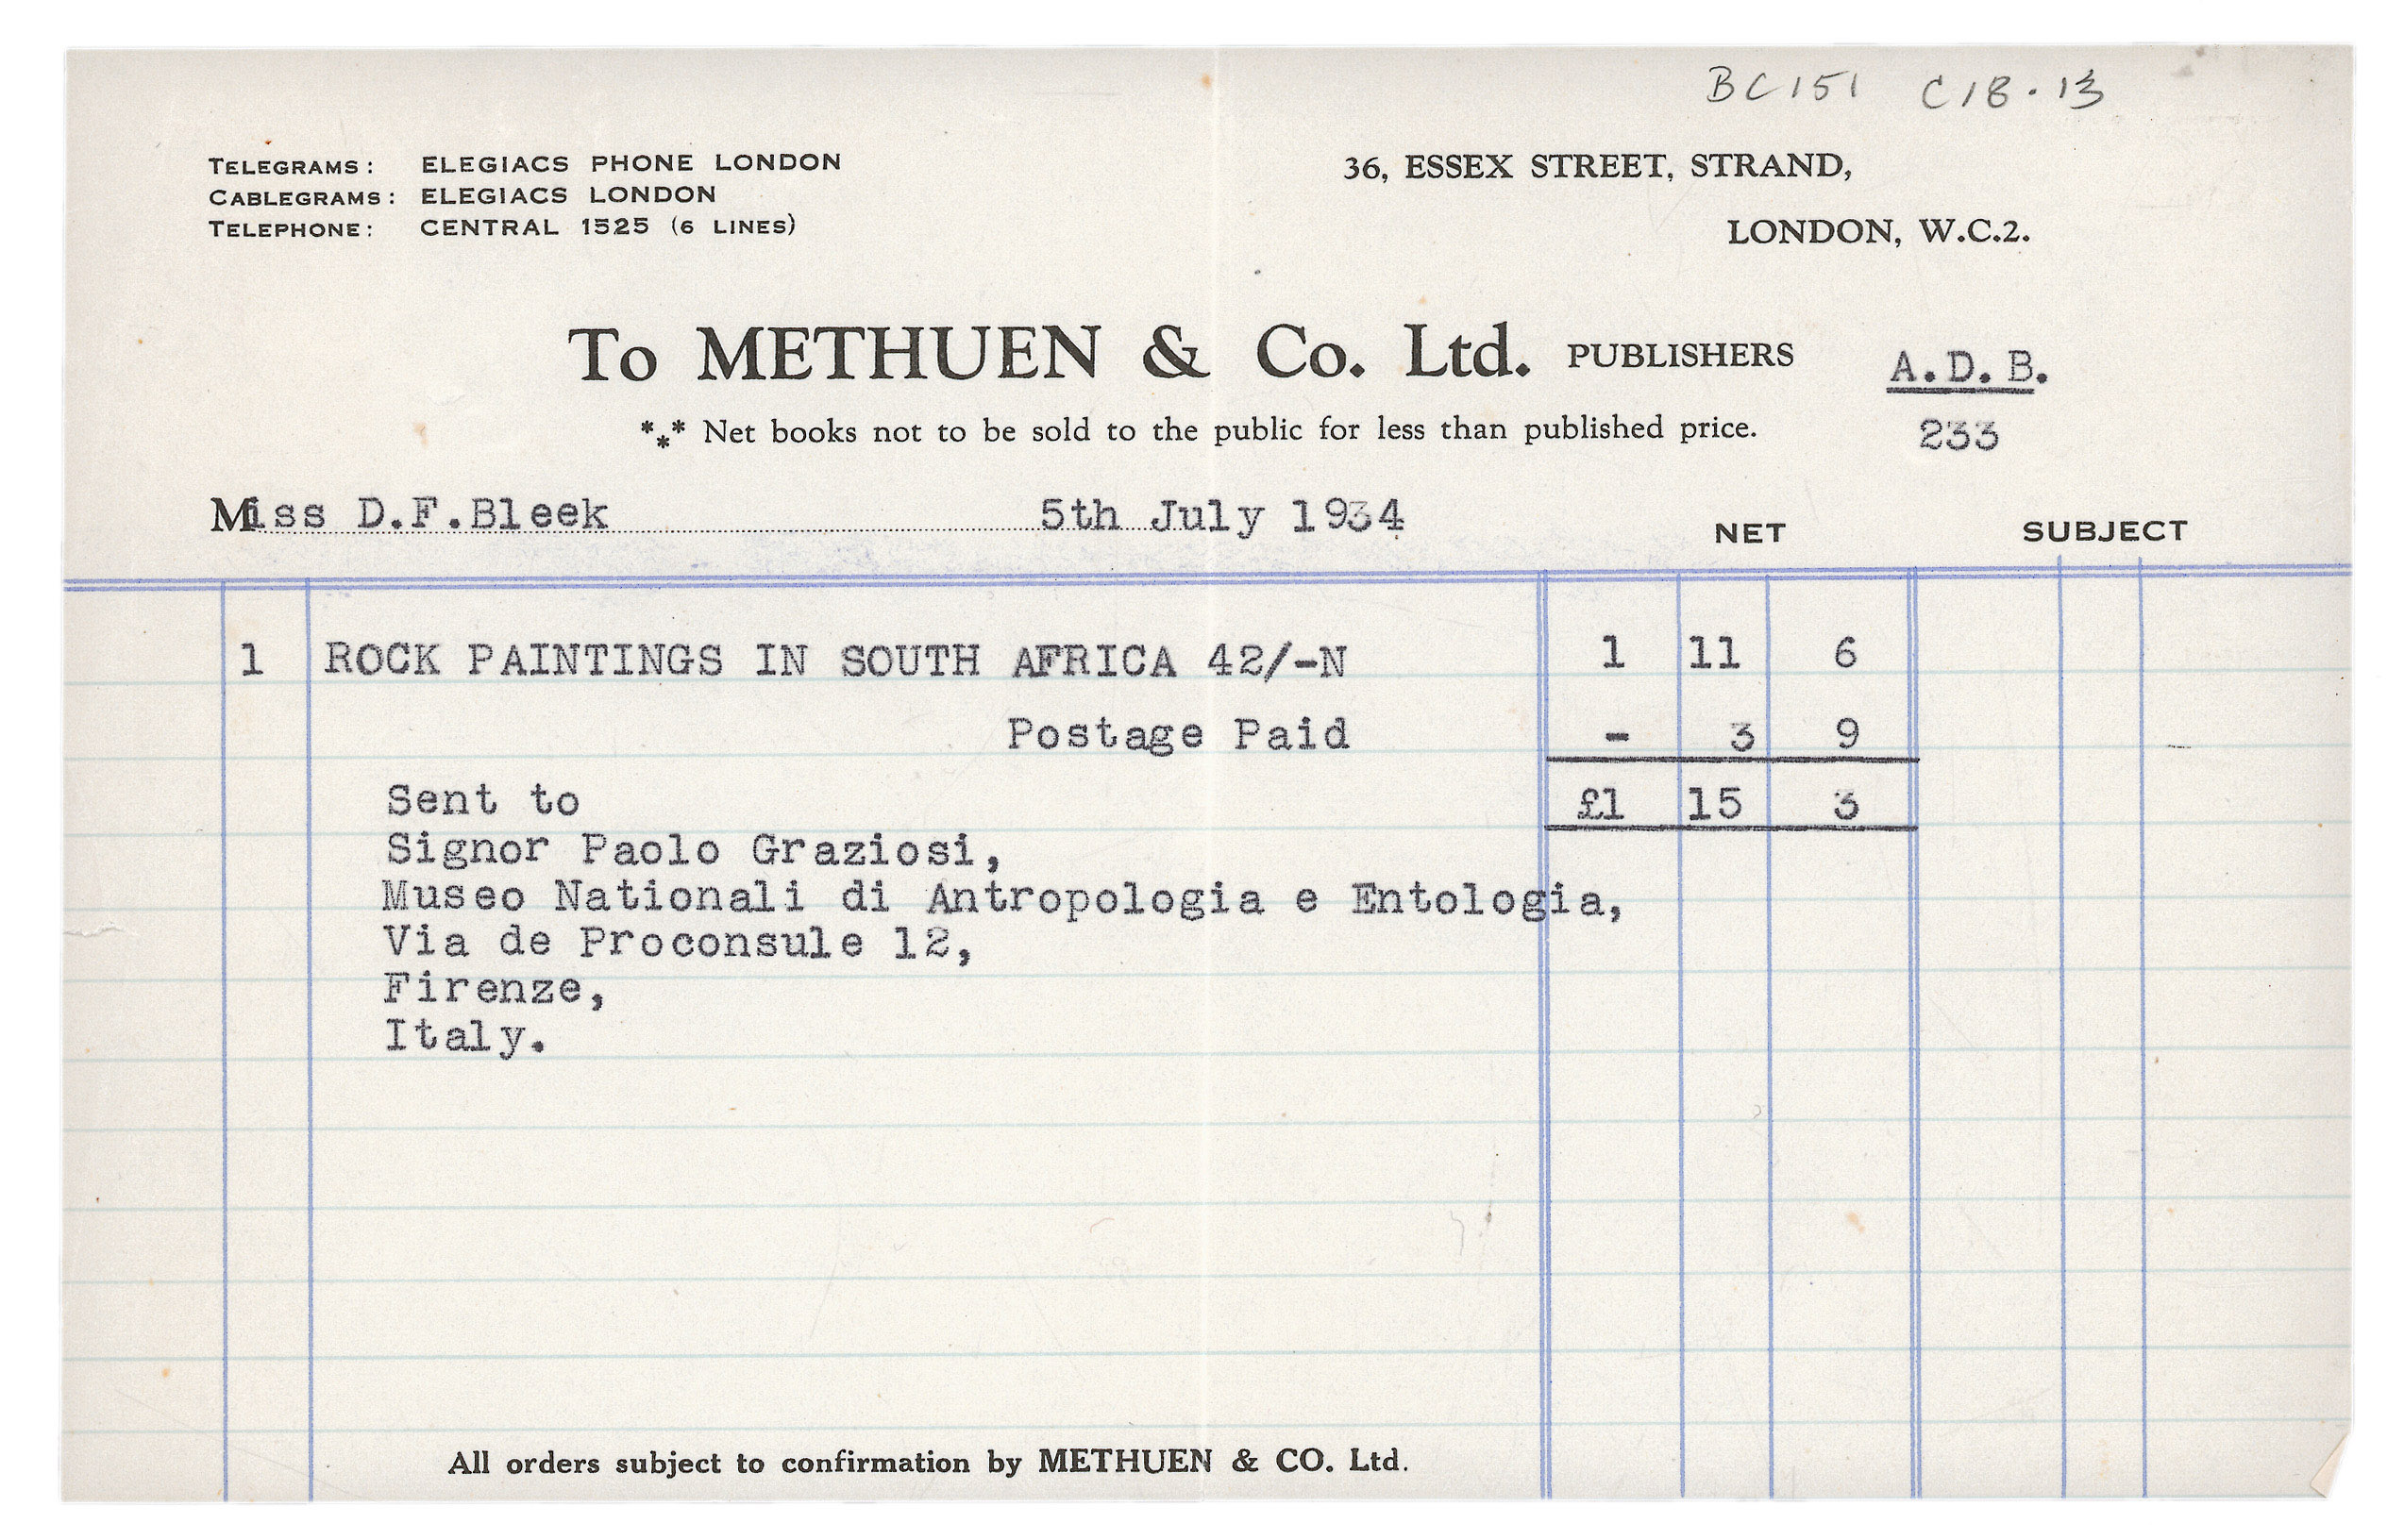 BC151 C18.13
TELEGRAMS: ELEGIACS PHONE LONDON
CABLEGRAMS: ELEGIACS LONDON
TELEPHONE: CENTRAL 1525 (6 LINES)
36, ESSEX STREET, STRAND,
LONDON, W.C.2.
To METHUEN & Co. Ltd. PUBLISHERS A.D.B.
*** Net books not to be sold to the public for less than published price. 233
Miss D.F.Bleek 5th July 1934
NET SUBJECT
1 ROCK PAINTINGS IN SOUTH AFRICA 42/-N 1 11 6
Postage Paid - 3 9
Sent to £1 15 3
Signor Paolo Graziosi,
Museo Nationali di Antropologia e Entologia,
Via de Proconsule 12,
Firenze,
Italy.
All orders subject to confirmation by METHUEN & CO. Ltd.